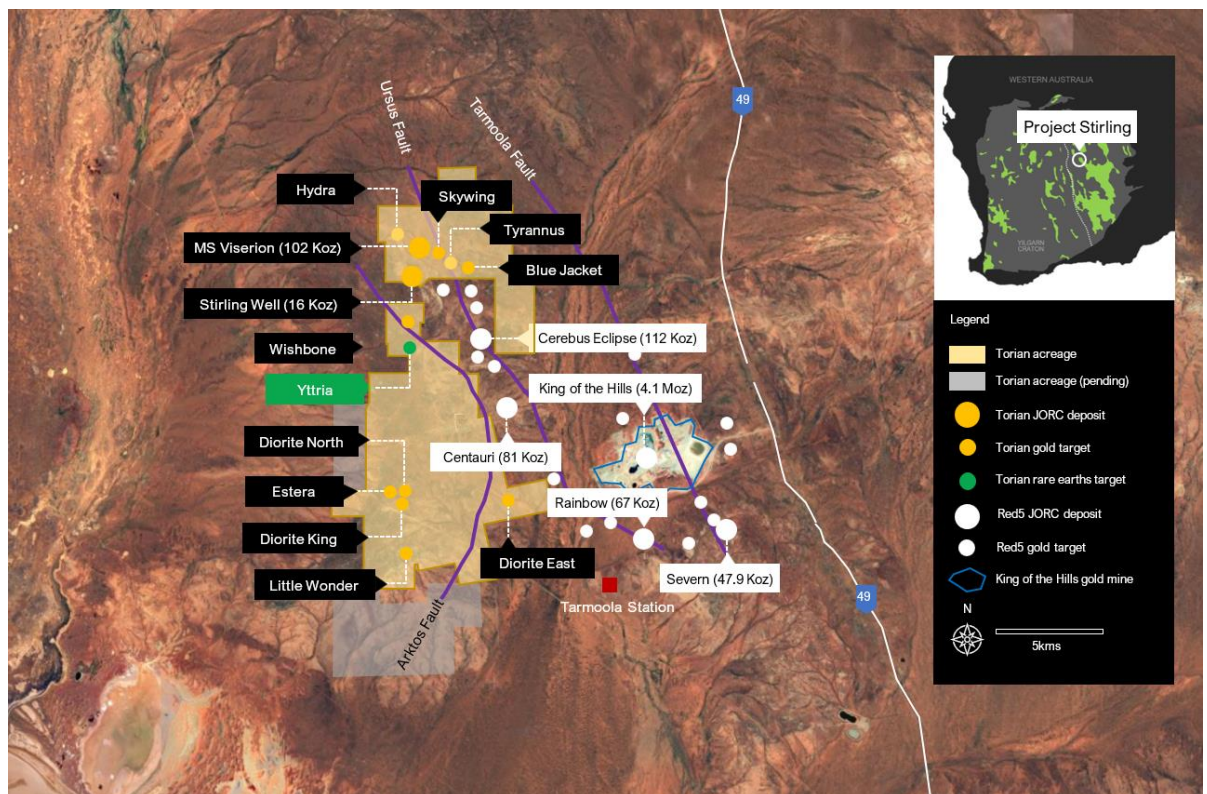 49
Ursus Fault
Tarmoola Fault
Hydra
Skywing
MS Viserion (102 Koz)
Tyrannus
Blue Jacket
Stirling Well (16 Koz)
Cerebus Eclipse (112 Koz)
Wishbone
Yttria
King of the Hills (4.1 Moz)
Diorite North
Centauri (81 Koz)
Estera
Rainbow (67 Koz)
Diorite King
Diorite East
Little Wonder
Severn (47.9 Koz)
Tarmoola Station
Arktos Fault
49
WESTERN AUSTRALIA
Project Stirling
YILGARN
CRATON
Legend
Torian acreage
Torian acreage (pending)
Torian JORC deposit
Torian gold target
Torian rare earths target
Red5 JORC deposit
Red5 gold target
King of the Hills gold mine
N
5kms